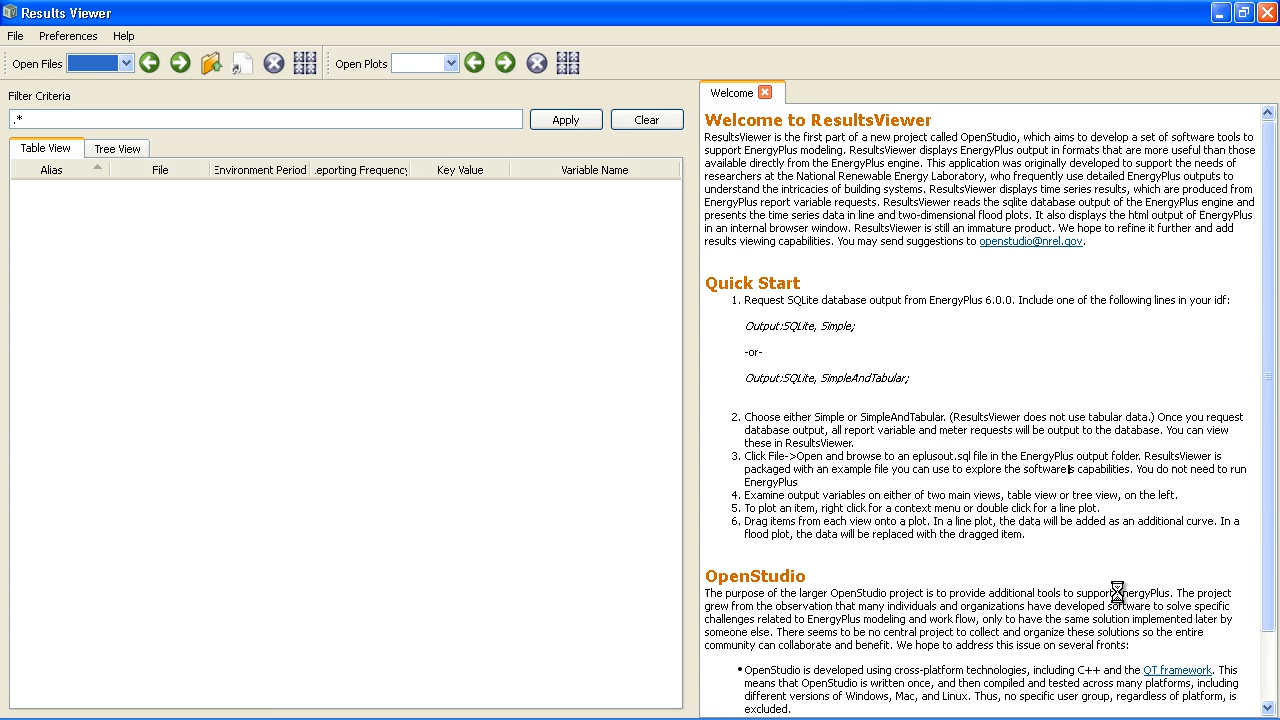 Results Viewer
File Preferences Help
Open Files Open Plots
Filter Criteria
.*
Apply Clear
Table View Tree View
Alias File Environment Period eporting Frequency Key Value Variable Name
Welcome
Welcome to ResultsViewer
ResultsViewer is the first part of a new project called OpenStudio, which aims to develop a set of software tools to
support EnergyPlus modeling. ResultsViewer displays EnergyPlus output in formats that are more useful than those
available directly from the EnergyPlus engine. This application was originally developed to support the needs of
researchers at the National Renewable Energy Laboratory, who frequently use detailed EnergyPlus outputs to
understand the intricacies of building systems. ResultsViewer displays time series results, which are produced from
EnergyPlus report variable requests. ResultsViewer reads the sqlite database output of the EnergyPlus engine and
presents the time series data in line and two-dimensional flood plots. It also displays the html output of EnergyPlus
in an internal browser window. ResultsViewer is still an immature product. We hope to refine it further and add
results viewing capabilities. You may send suggestions to openstudio@nrel.gov.
Quick Start
1. Request SQLite database output from EnergyPlus 6.0.0. Include one of the following lines in your idf:
Output:SQLite, Simple;
-or-
Output:SQLite, SimpleAndTabular;
2. Choose either Simple or SimpleAndTabular. (ResultsViewer does not use tabular data.) Once you request
database output, all report variable and meter requests will be output to the database. You can view
these in ResultsViewer.
3. Click File->Open and browse to an eplusout.sql file in the EnergyPlus output folder. ResultsViewer is
packaged with an example file you can use to explore the software s capabilities. You do not need to run
EnergyPlus
4. Examine output variables on either of two main views, table view or tree view, on the left.
5. To plot an item, right click for a context menu or double click for a line plot.
6. Drag items from each view onto a plot. In a line plot, the data will be added as an additional curve. In a
flood plot, the data will be replaced with the dragged item.
OpenStudio
The purpose of the larger OpenStudio project is to provide additional tools to support EnergyPlus. The project
grew from the observation that many individuals and organizations have developed software to solve specific
challenges related to EnergyPlus modeling and work flow, only to have the same solution implemented later by
someone else. There seems to be no central project to collect and organize these solutions so the entire
community can collaborate and benefit. We hope to address this issue on several fronts:
• OpenStudio is developed using cross-platform technologies, including C++ and the QT framework. This
means that OpenStudio is written once, and then compiled and tested across many platforms, including
different versions of Windows, Mac, and Linux. Thus, no specific user group, regardless of platform, is
excluded.